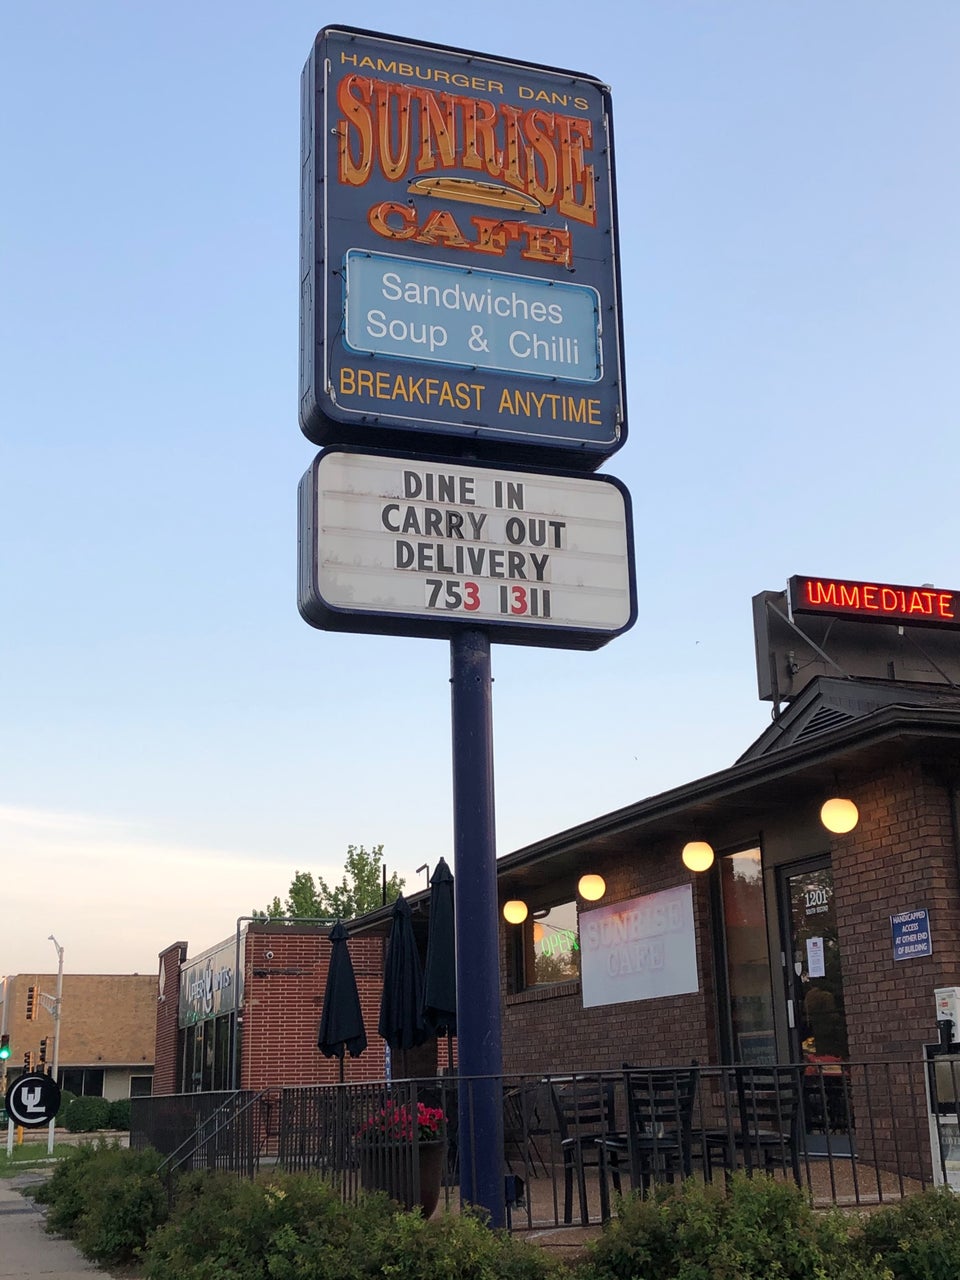 HAMBURGER DAN'S
SUNRISE
CAFE
Sandwiches
Soup & Chilli
BREAKFAST ANYTIME
DINE IN
CARRY OUT
DELIVERY
753 1311
IMMEDIATE
OPEN
SUNRISE
CAFE
1201
HANDICAPPED
ACCESS
AT OTHER END
OF BUILDING
WL